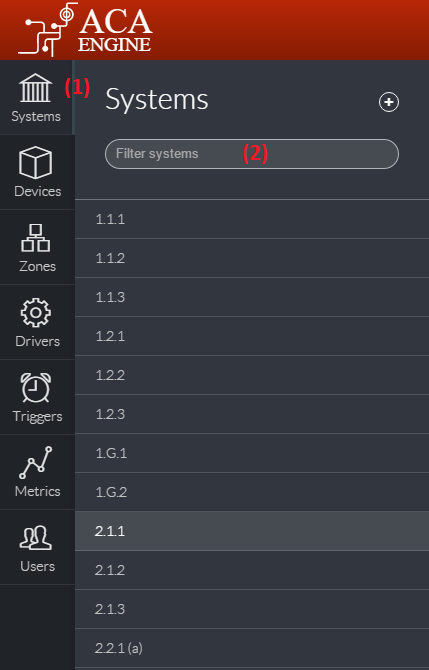 ACA
ENGINE
Systems
(1)
Devices
Zones
Drivers
Triggers
Metrics
Users
Systems
Filter systems
(2)
1.1.1
1.1.2
1.1.3
1.2.1
1.2.2
1.2.3
1.G.1
1.G.2
2.1.1
2.1.2
2.1.3
2.2.1 (a)